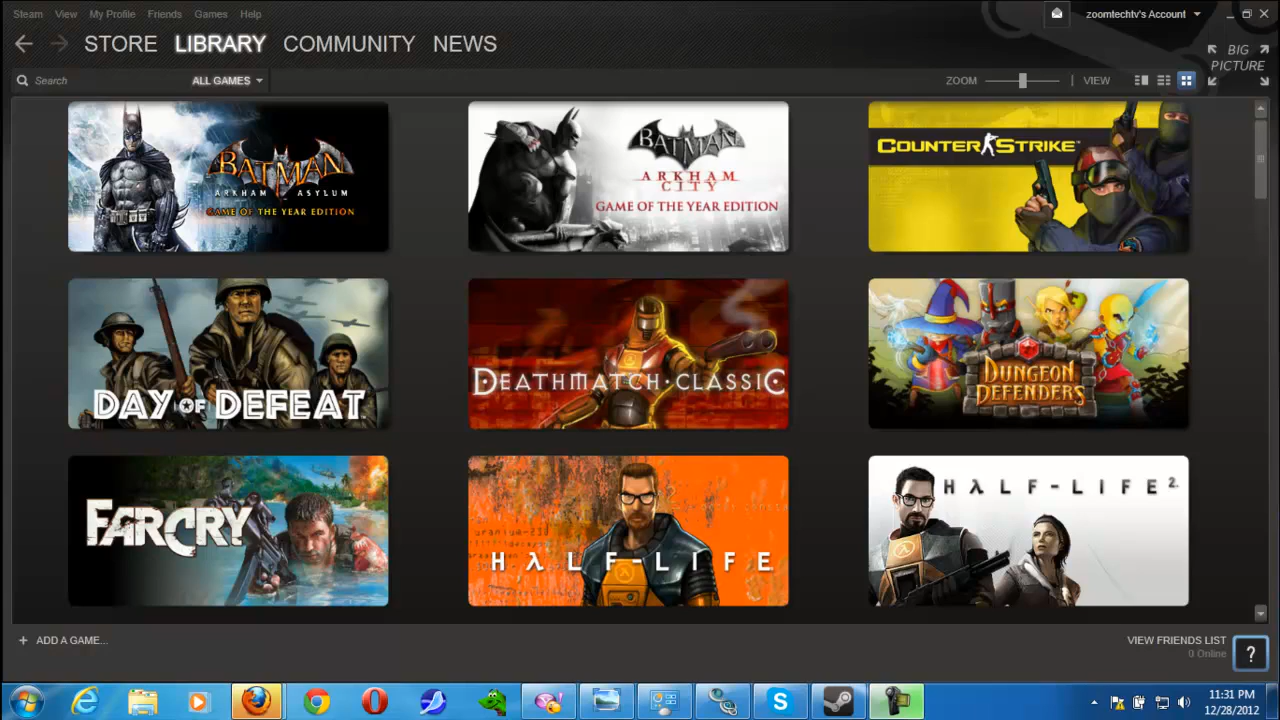 Steam View My Profile Friends Games Help
zoomtechtv's Account
STORE LIBRARY COMMUNITY NEWS
BIG PICTURE
Search
ALL GAMES
ZOOM
VIEW
BATMAN
ARKHAM ASYLUM
GAME OF THE YEAR EDITION
BATMAN
ARKHAM
CITY
GAME OF THE YEAR EDITION
COUNTER STRIKE
DAY OF DEFEAT
DEATHMATCH·CLASSIC
DUNGEON
DEFENDERS
FARCRY
HλLF-LIFE
HλLF-LIFE 2
+ ADD A GAME...
VIEW FRIENDS LIST
0 Online
?
11:31 PM
12/28/2012